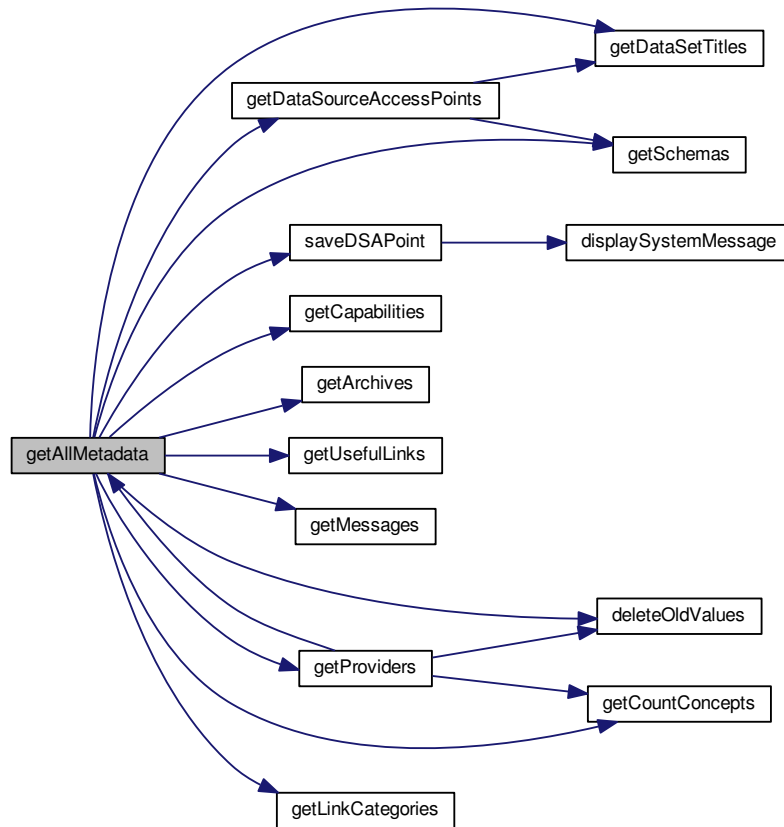 getDataSetTitles
getDataSourceAccessPoints
getSchemas
saveDSAPoint
displaySystemMessage
getCapabilities
getArchives
getAllMetadata
getUsefulLinks
getMessages
deleteOldValues
getProviders
getCountConcepts
getLinkCategories